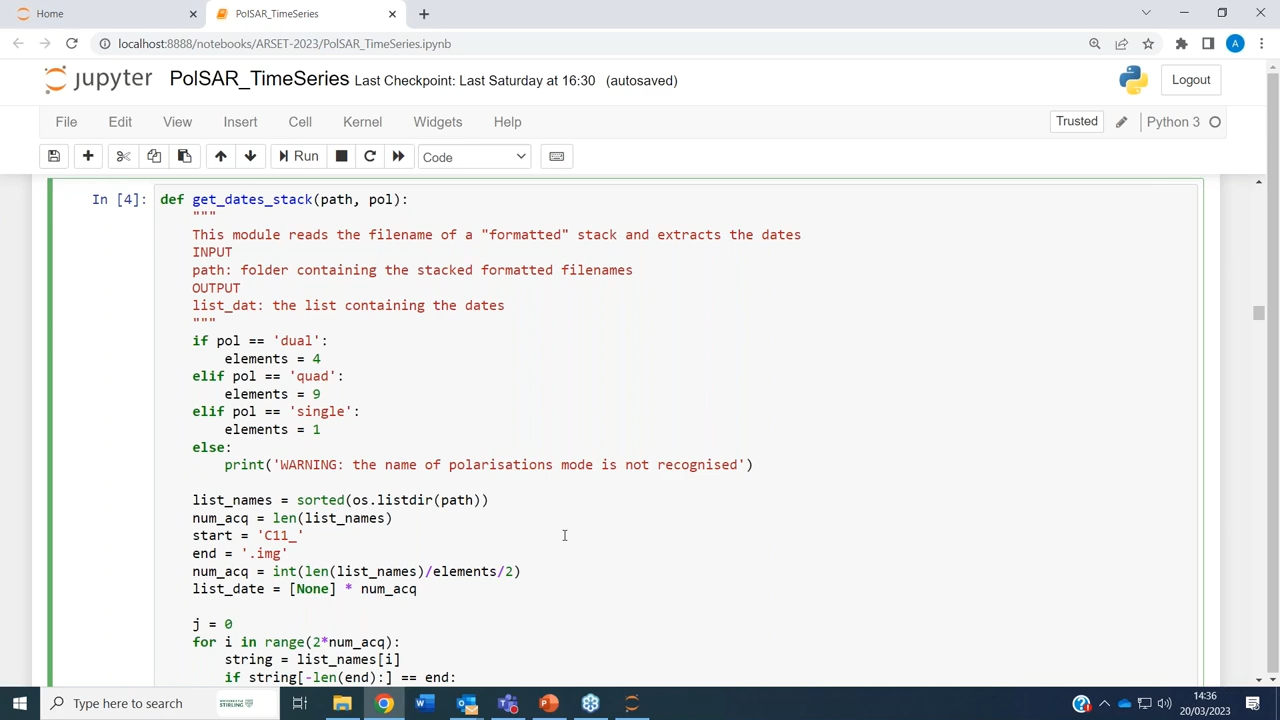 Home
PolSAR_TimeSeries
localhost:8888/notebooks/ARSET-2023/PolSAR_TimeSeries.ipynb
A
jupyter PolSAR_TimeSeries Last Checkpoint: Last Saturday at 16:30 (autosaved)
Logout
File Edit View Insert Cell Kernel Widgets Help
Trusted Python 3
Run Code
In [4]: def get_dates_stack(path, pol):
"""
This module reads the filename of a "formatted" stack and extracts the dates
INPUT
path: folder containing the stacked formatted filenames
OUTPUT
list_dat: the list containing the dates
"""
if pol == 'dual':
elements = 4
elif pol == 'quad':
elements = 9
elif pol == 'single':
elements = 1
else:
print('WARNING: the name of polarisations mode is not recognised')
list_names = sorted(os.listdir(path))
num_acq = len(list_names)
start = 'C11_'
end = '.img'
num_acq = int(len(list_names)/elements/2)
list_date = [None] * num_acq
j = 0
for i in range(2*num_acq):
string = list_names[i]
if string[-len(end):] == end:
Type here to search
14:36
20/03/2023